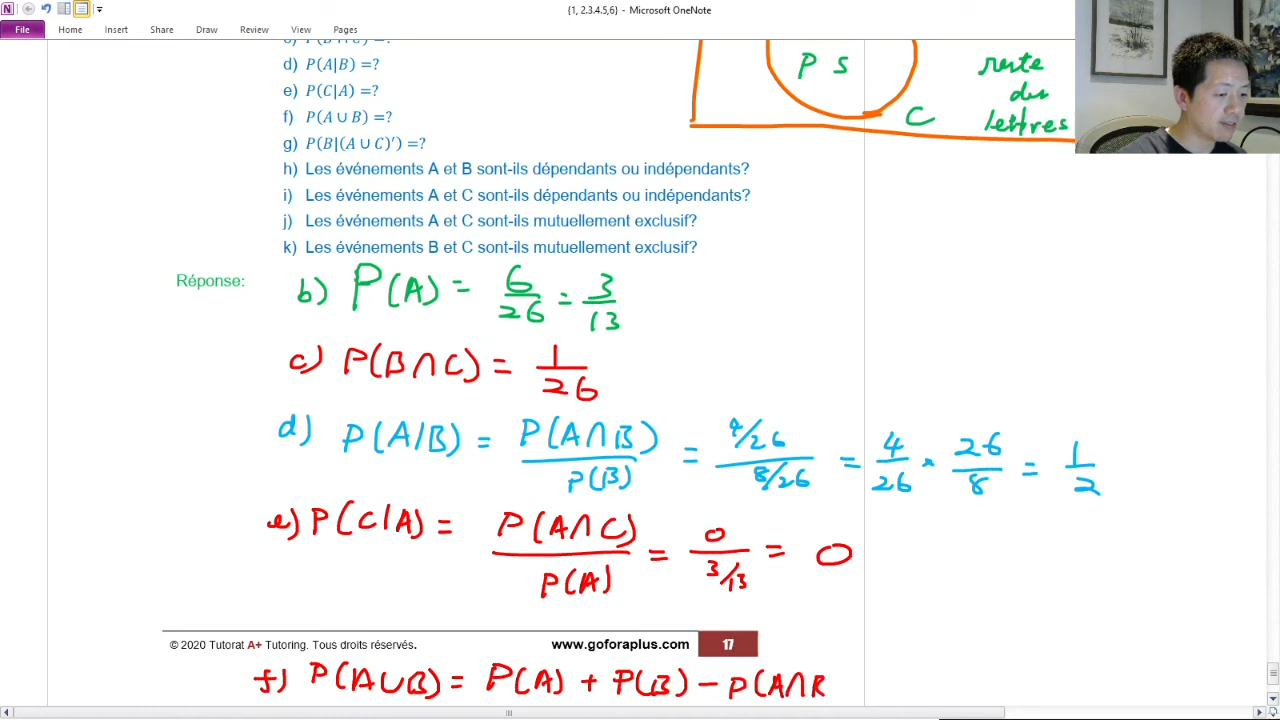 {1, 2.3.4.5,6} - Microsoft OneNote
File Home Insert Share Draw Review View Pages
d) P(A|B) =?
e) P(C|A) =?
f) P(A ∪ B) =?
g) P(B|(A ∪ C)′) =?
h) Les événements A et B sont-ils dépendants ou indépendants?
i) Les événements A et C sont-ils dépendants ou indépendants?
j) Les événements A et C sont-ils mutuellement exclusif?
k) Les événements B et C sont-ils mutuellement exclusif?
P S
C
reste
des
lettres
Réponse:
b) P(A) = 6/26 = 3/13
c) P(B∩C) = 1/26
d) P(A|B) = P(A∩B)/P(B) = 4/26 / 8/26 = 4/26 • 26/8 = 1/2
e) P(C|A) = P(A∩C)/P(A) = 0 / 3/13 = 0
© 2020 Tutorat A+ Tutoring. Tous droits réservés. www.goforaplus.com 17
f) P(A∪B) = P(A) + P(B) - P(A∩B